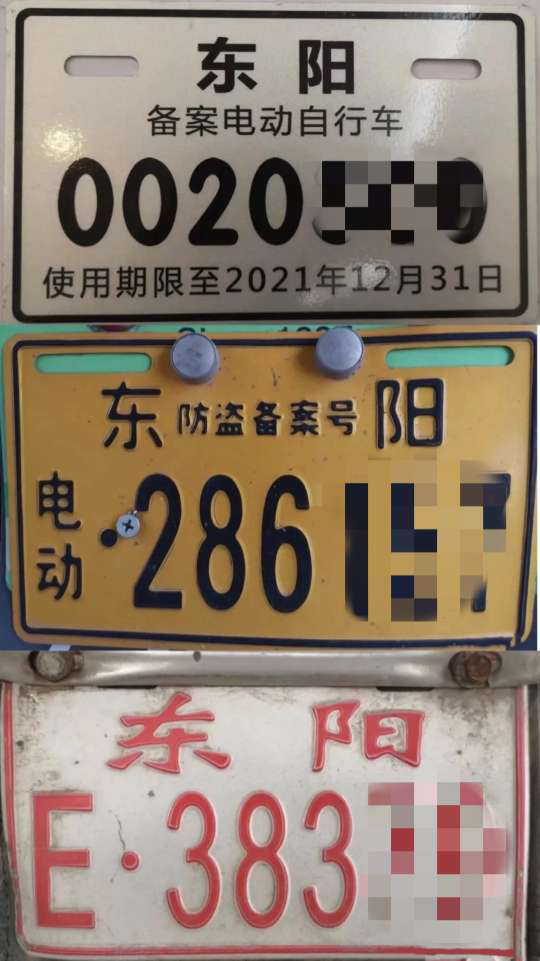 东 阳
备案电动自行车
0020
使用期限至2021年12月31日
东 防盗备案号 阳
电动
·286
东 阳
E·383